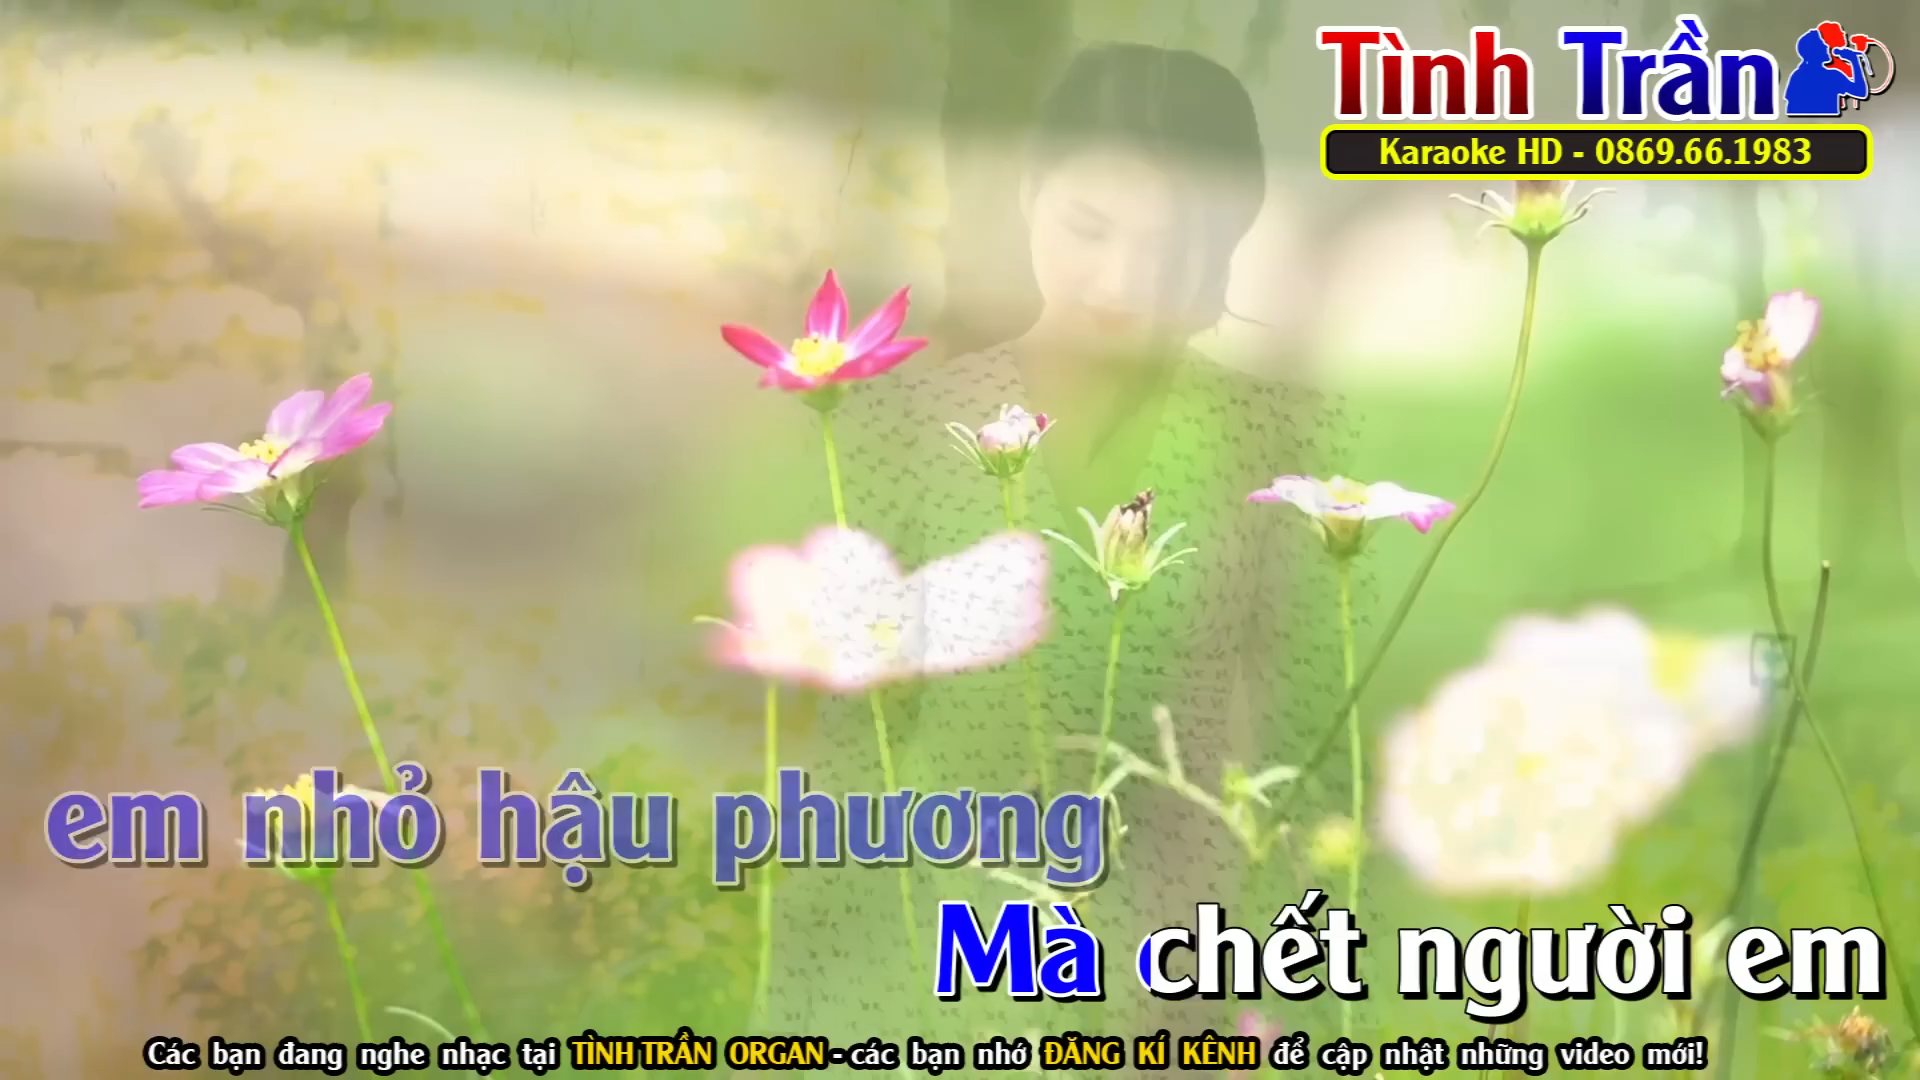 Tình Trần
Karaoke HD - 0869.66.1983
em nhỏ hậu phương
Mà chết người em
Các bạn đang nghe nhạc tại TÌNH TRẦN ORGAN - các bạn nhớ ĐĂNG KÍ KÊNH để cập nhật những video mới!